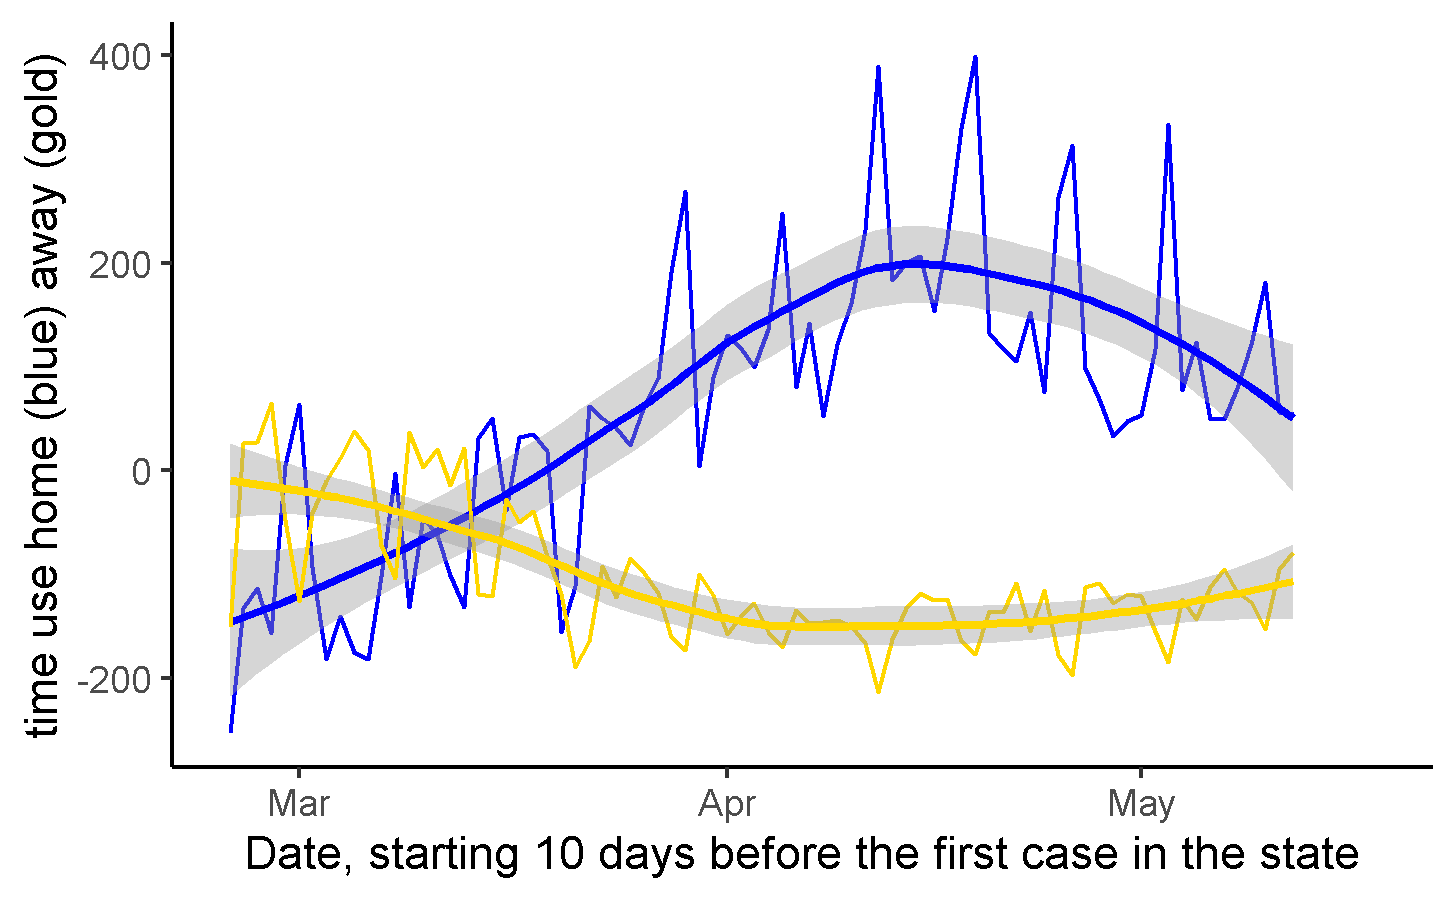 time use home (blue) away (gold)
400
200
0
-200
Mar
Apr
May
Date, starting 10 days before the first case in the state